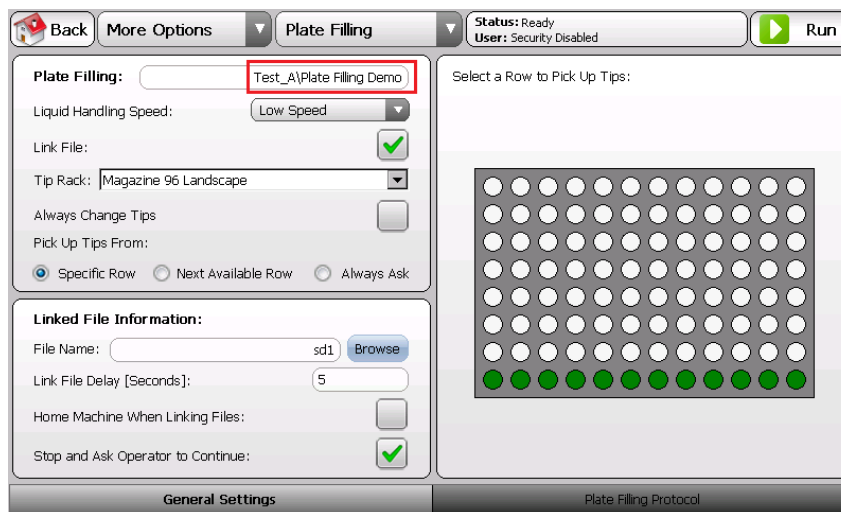 Back
More Options
Plate Filling
Status: Ready
User: Security Disabled
Run
Plate Filling:
Test_A\Plate Filling Demo
Liquid Handling Speed:
Low Speed
Link File:
Tip Rack:
Magazine 96 Landscape
Always Change Tips
Pick Up Tips From:
Specific Row
Next Available Row
Always Ask
Linked File Information:
File Name:
sd1
Browse
Link File Delay [Seconds]:
5
Home Machine When Linking Files:
Stop and Ask Operator to Continue:
Select a Row to Pick Up Tips:
General Settings
Plate Filling Protocol